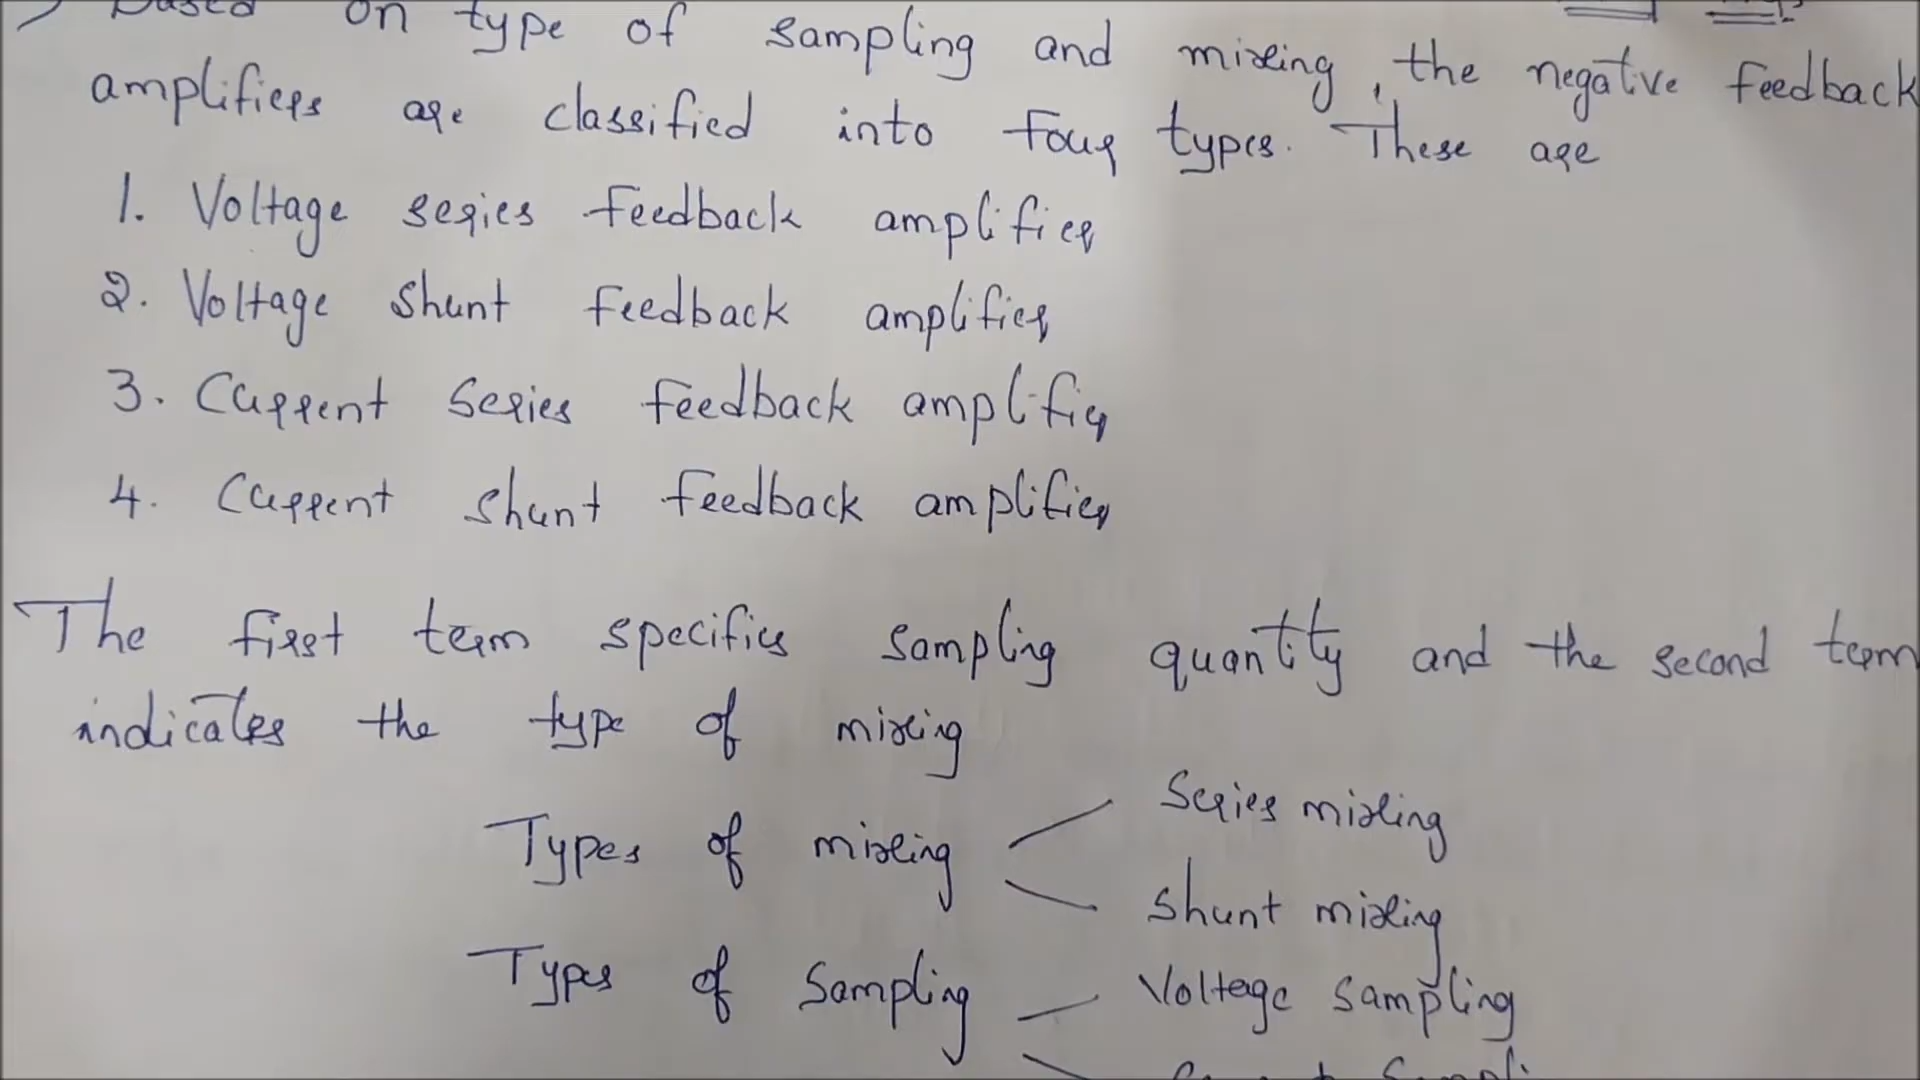 Based on type of sampling and mixing, the negative feedback
amplifiers are classified into four types. These are
1. Voltage series feedback amplifier
2. Voltage shunt feedback amplifier
3. Current series feedback amplifier
4. Current shunt feedback amplifier
The first term specifies sampling quantity and the second term
indicates the type of mixing
Types of mixing
Series mixing
Shunt mixing
Types of Sampling
Voltage sampling